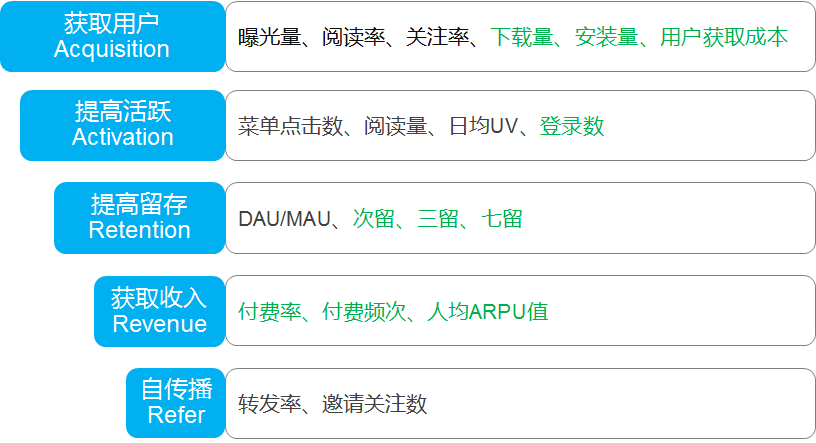 获取用户
Acquisition
曝光量、阅读率、关注率、下载量、安装量、用户获取成本
提高活跃
Activation
菜单点击数、阅读量、日均UV、登录数
提高留存
Retention
DAU/MAU、次留、三留、七留
获取收入
Revenue
付费率、付费频次、人均ARPU值
自传播
Refer
转发率、邀请关注数